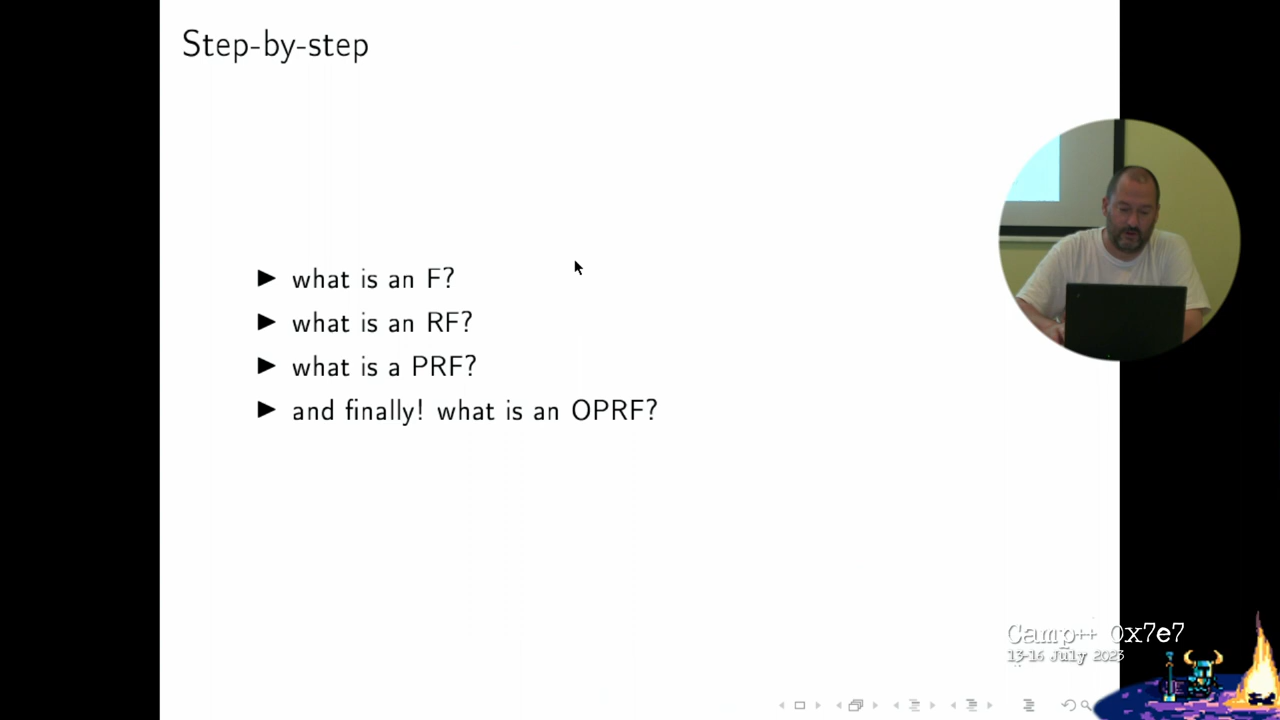 Step-by-step
what is an F?
what is an RF?
what is a PRF?
and finally! what is an OPRF?
Camp++ 0x7e7
13-16 July 2023